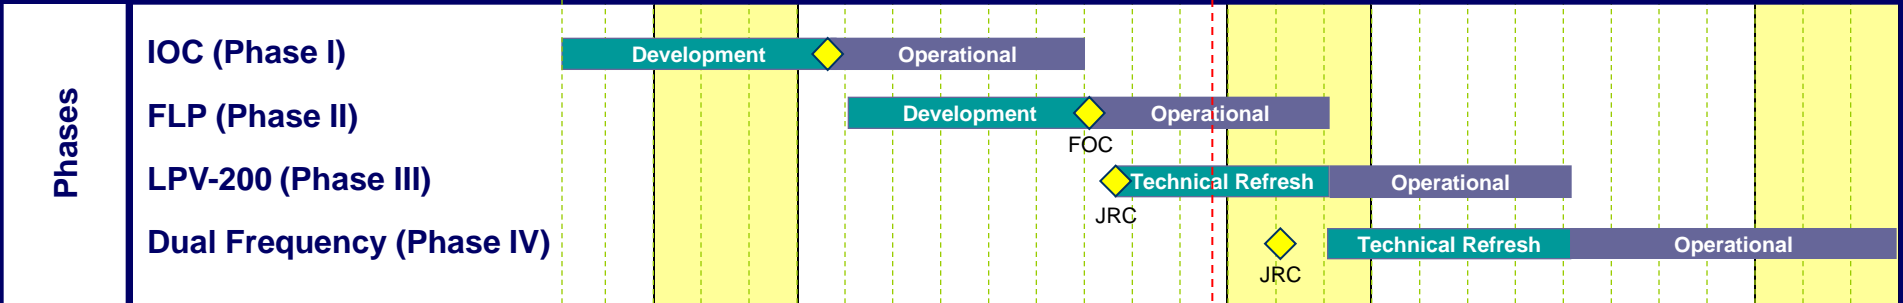 Phases
IOC (Phase I)
Development
Operational
FLP (Phase II)
Development
Operational
FOC
LPV-200 (Phase III)
Technical Refresh
Operational
JRC
Dual Frequency (Phase IV)
Technical Refresh
Operational
JRC